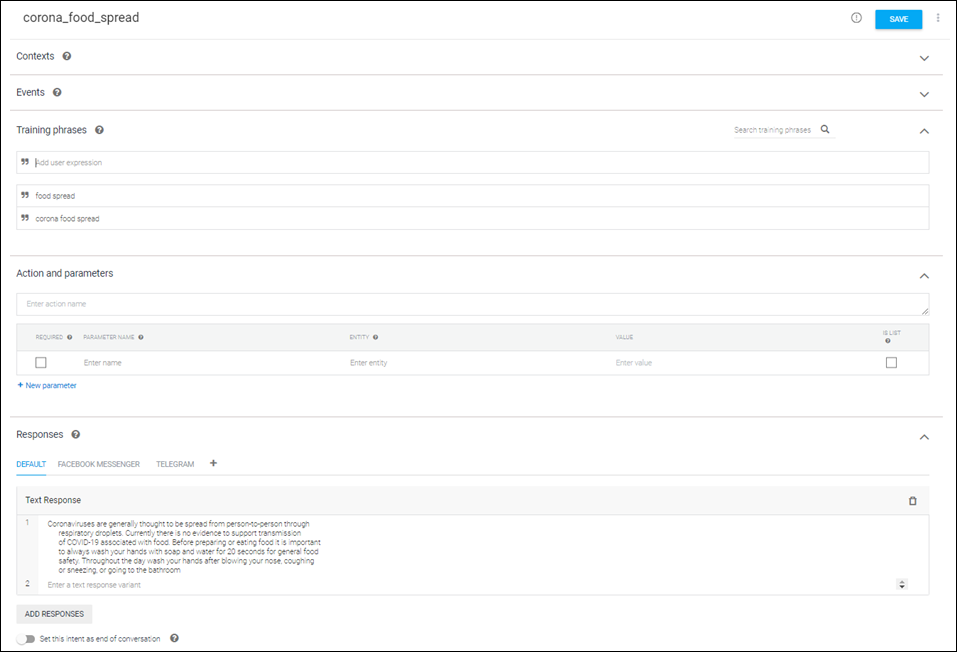 corona_food_spread
SAVE
Contexts
Events
Training phrases
Search training phrases
Add user expression
food spread
corona food spread
Action and parameters
Enter action name
REQUIRED PARAMETER NAME ENTITY VALUE IS LIST
Enter name Enter entity Enter value
+ New parameter
Responses
DEFAULT FACEBOOK MESSENGER TELEGRAM +
Text Response
1 Coronaviruses are generally thought to be spread from person-to-person through
respiratory droplets. Currently there is no evidence to support transmission
of COVID-19 associated with food. Before preparing or eating food it is important
to always wash your hands with soap and water for 20 seconds for general food
safety. Throughout the day wash your hands after blowing your nose, coughing
or sneezing, or going to the bathroom
2 Enter a text response variant
ADD RESPONSES
Set this intent as end of conversation